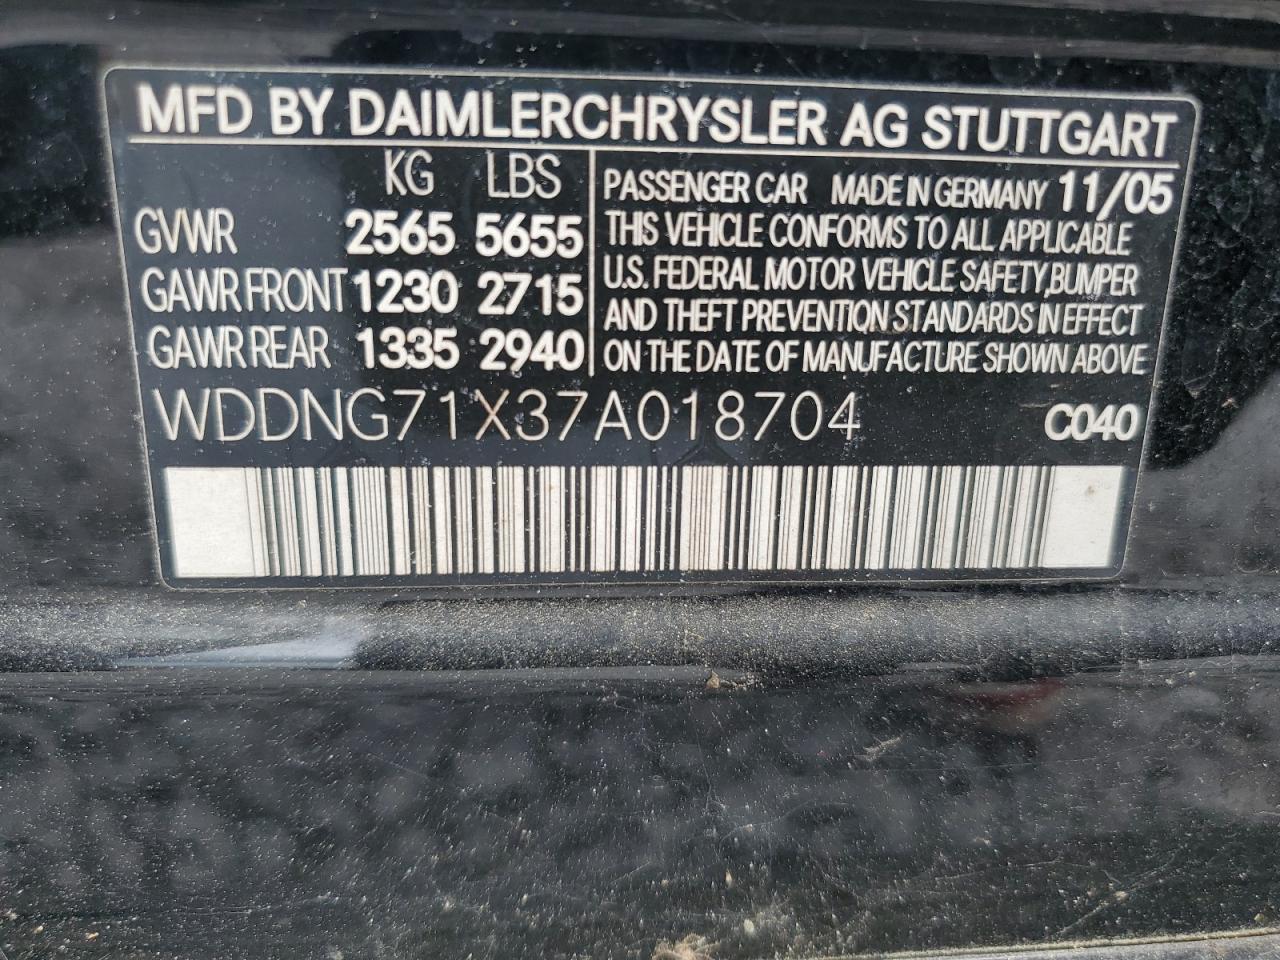 MFD BY DAIMLERCHRYSLER AG STUTTGART
KG LBS
GVWR 2565 5655
GAWR FRONT 1230 2715
GAWR REAR 1335 2940
PASSENGER CAR MADE IN GERMANY 11/05
THIS VEHICLE CONFORMS TO ALL APPLICABLE
U.S. FEDERAL MOTOR VEHICLE SAFETY, BUMPER
AND THEFT PREVENTION STANDARDS IN EFFECT
ON THE DATE OF MANUFACTURE SHOWN ABOVE
WDDNG71X37A018704 C040